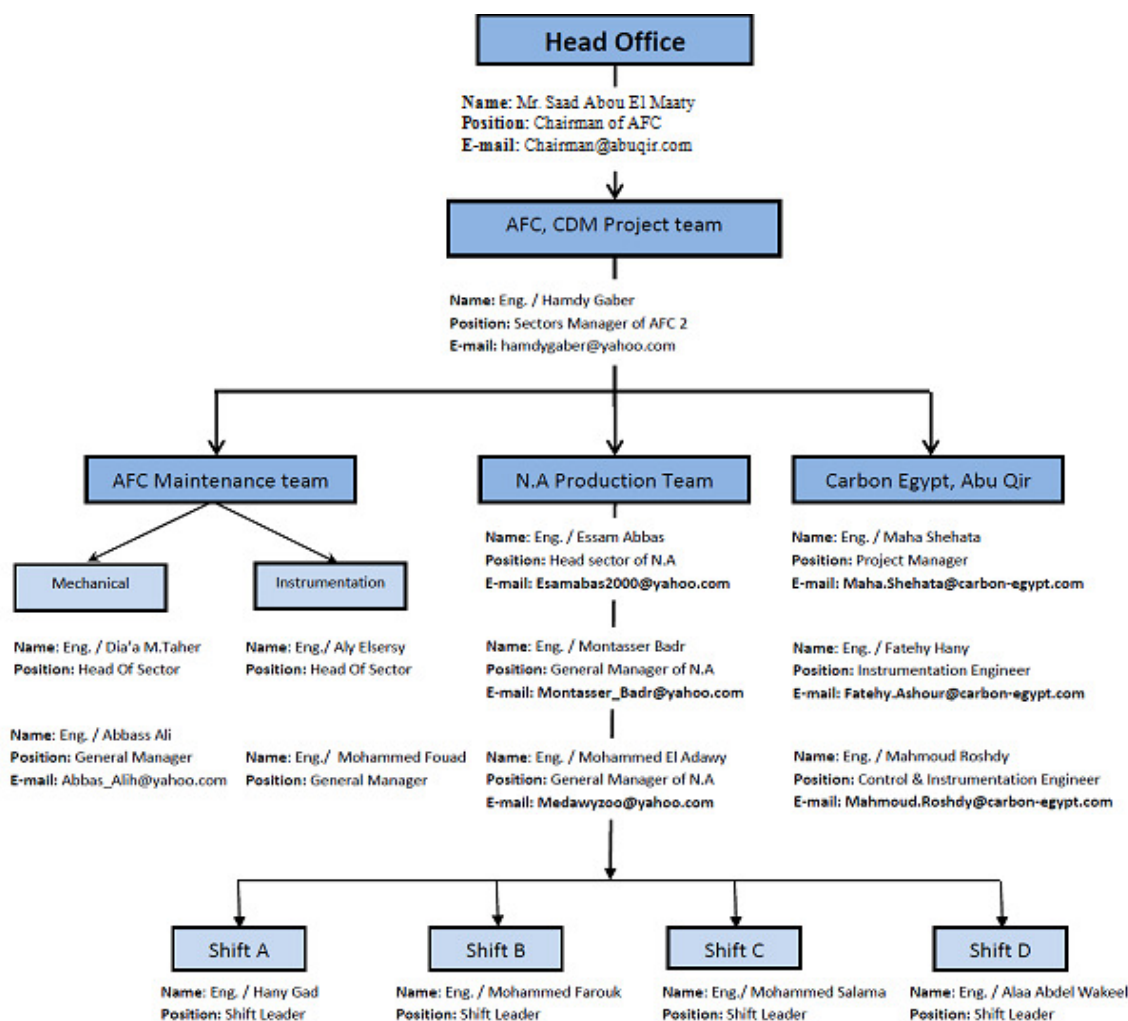 Head Office
Name: Mr. Saad Abou El Maaty
Position: Chairman of AFC
E-mail: Chairman@abuqir.com
AFC, CDM Project team
Name: Eng. / Hamdy Gaber
Position: Sectors Manager of AFC 2
E-mail: hamdygaber@yahoo.com
AFC Maintenance team
Mechanical
Instrumentation
Name: Eng. / Dia'a M.Taher
Position: Head Of Sector
Name: Eng./ Aly Elsersy
Position: Head Of Sector
Name: Eng. / Abbass Ali
Position: General Manager
E-mail: Abbas_Alih@yahoo.com
Name: Eng./ Mohammed Fouad
Position: General Manager
N.A Production Team
Name: Eng. / Essam Abbas
Position: Head sector of N.A
E-mail: Esamabas2000@yahoo.com
Name: Eng. / Montasser Badr
Position: General Manager of N.A
E-mail: Montasser_Badr@yahoo.com
Name: Eng. / Mohammed El Adawy
Position: General Manager of N.A
E-mail: Medawyzoo@yahoo.com
Carbon Egypt, Abu Qir
Name: Eng. / Maha Shehata
Position: Project Manager
E-mail: Maha.Shehata@carbon-egypt.com
Name: Eng. / Fatehy Hany
Position: Instrumentation Engineer
E-mail: Fatehy.Ashour@carbon-egypt.com
Name: Eng. / Mahmoud Roshdy
Position: Control & Instrumentation Engineer
E-mail: Mahmoud.Roshdy@carbon-egypt.com
Shift A
Name: Eng. / Hany Gad
Position: Shift Leader
Shift B
Name: Eng. / Mohammed Farouk
Position: Shift Leader
Shift C
Name: Eng./ Mohammed Salama
Position: Shift Leader
Shift D
Name: Eng. / Alaa Abdel Wakeel
Position: Shift Leader